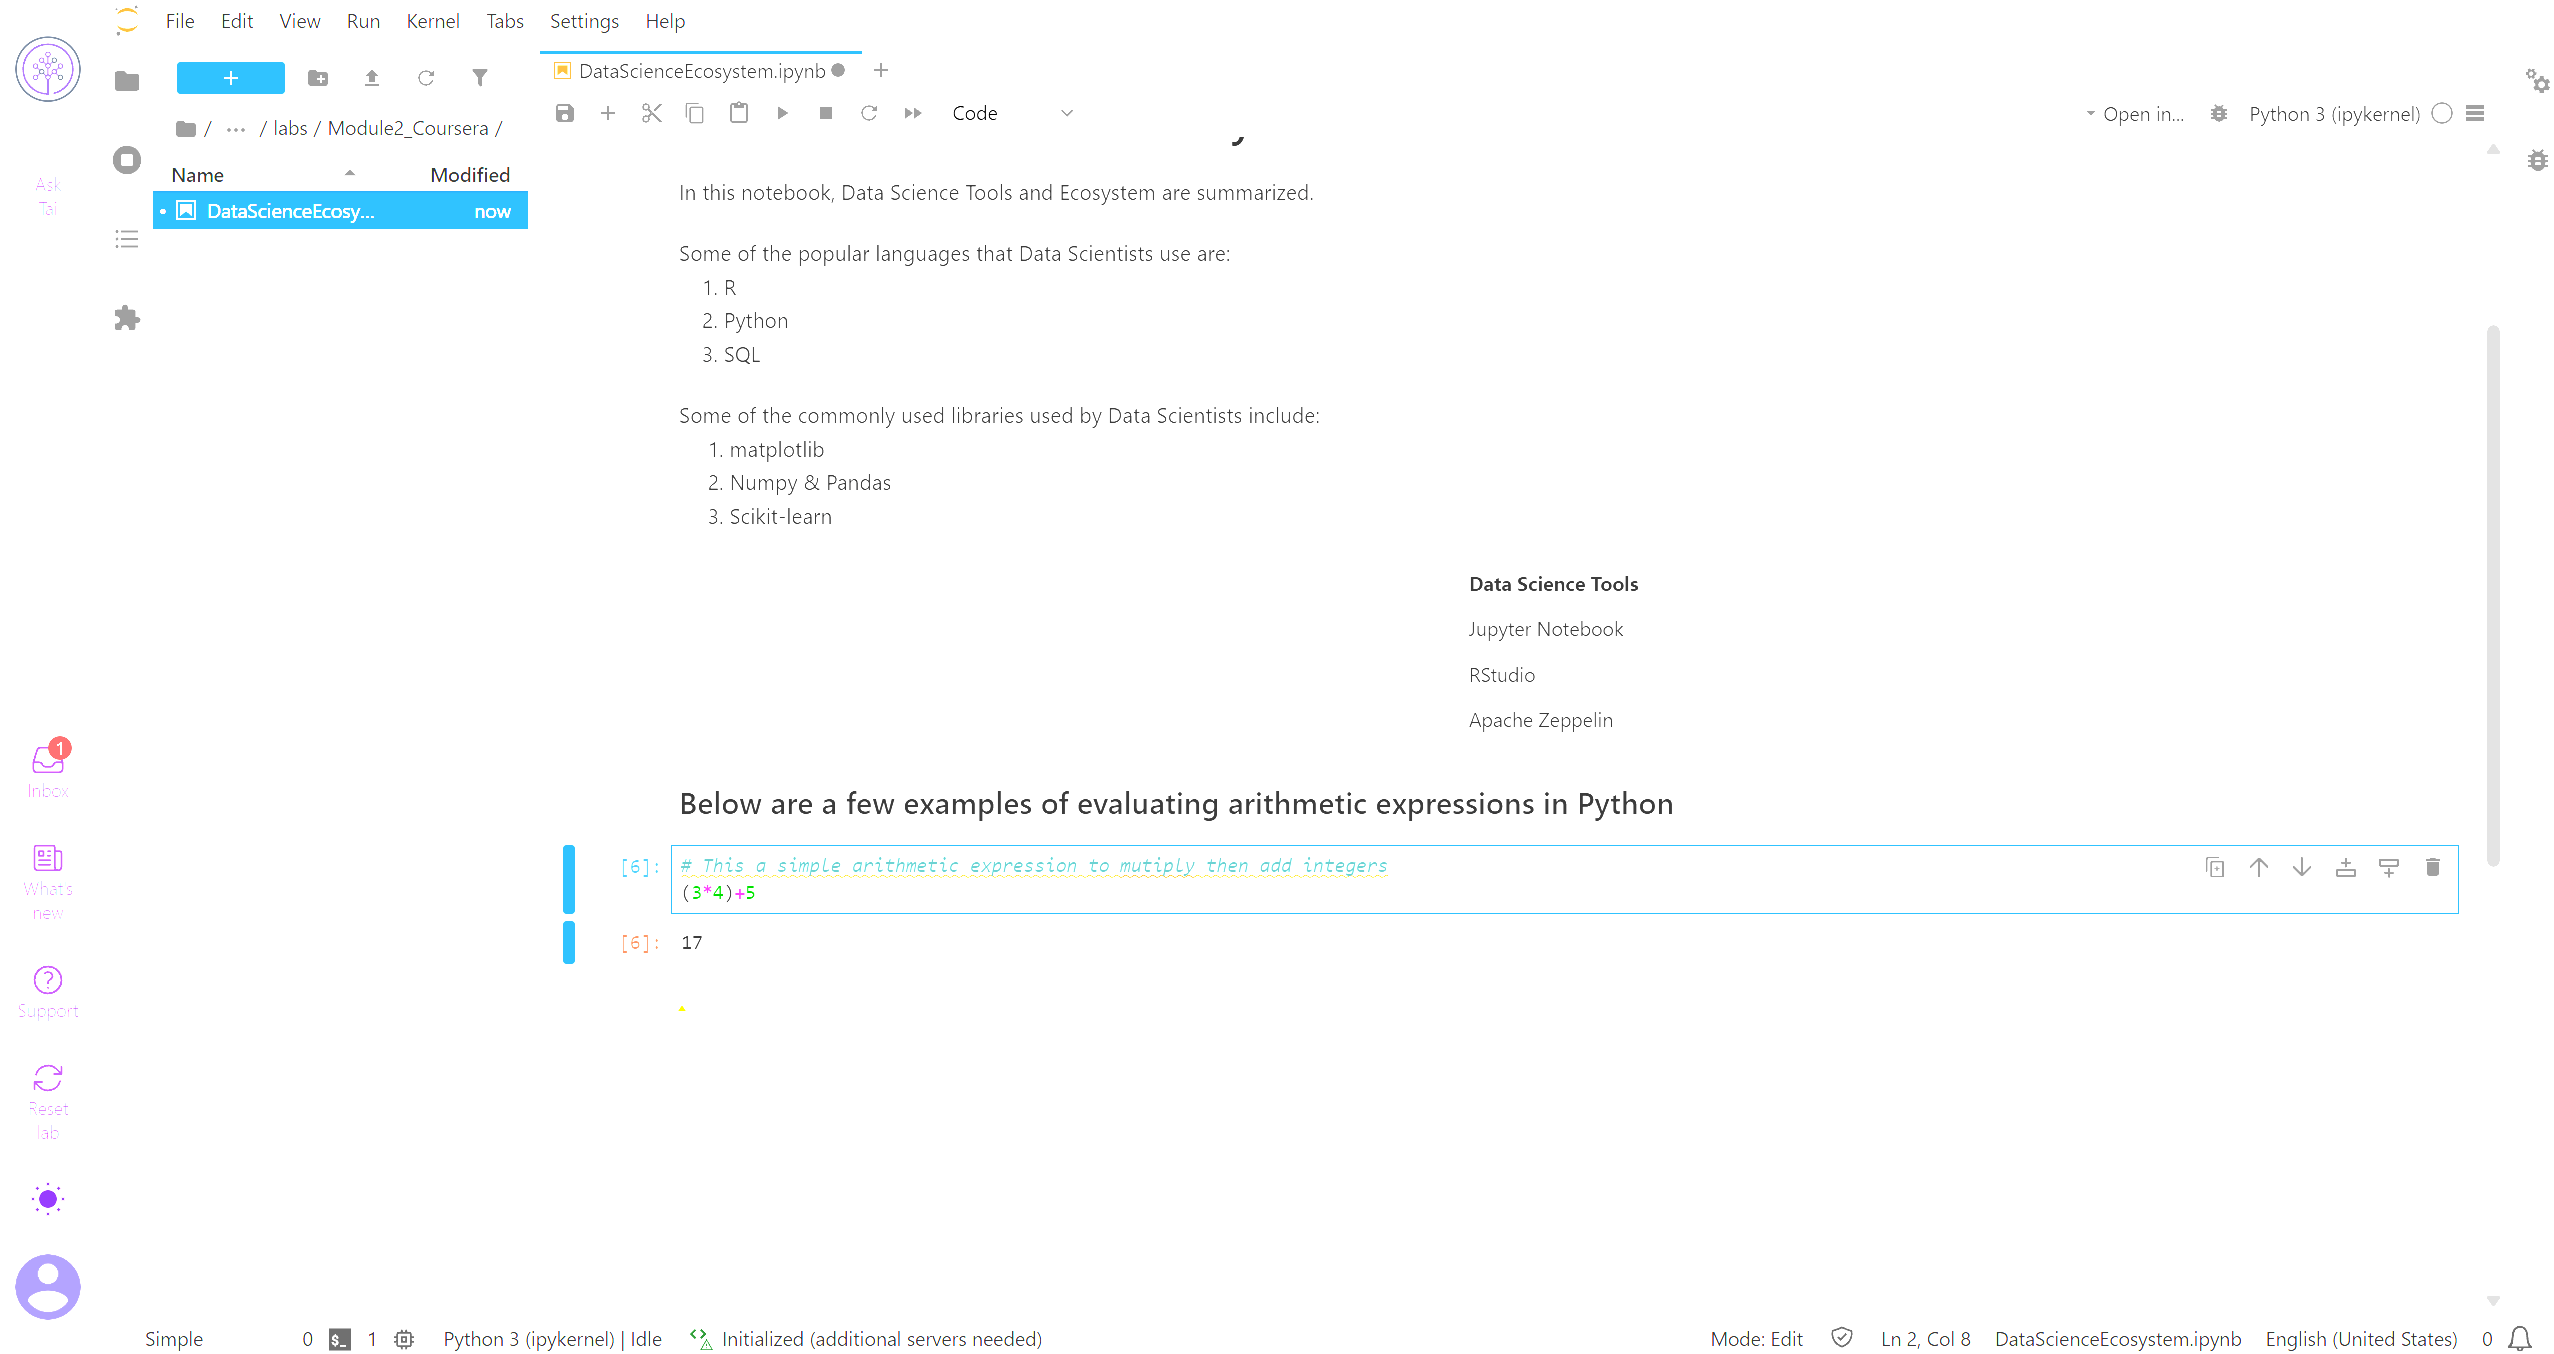 File Edit View Run Kernel Tabs Settings Help
Ask
Tai
+
/ ... / labs / Module2_Coursera /
Name Modified
DataScienceEcosy... now
DataScienceEcosystem.ipynb
Code
Open in... Python 3 (ipykernel)
In this notebook, Data Science Tools and Ecosystem are summarized.
Some of the popular languages that Data Scientists use are:
1. R
2. Python
3. SQL
Some of the commonly used libraries used by Data Scientists include:
1. matplotlib
2. Numpy & Pandas
3. Scikit-learn
Data Science Tools
Jupyter Notebook
RStudio
Apache Zeppelin
Below are a few examples of evaluating arithmetic expressions in Python
[6]: # This a simple arithmetic expression to mutiply then add integers
(3*4)+5
[6]: 17
1
Inbox
What's
new
Support
Reset
lab
Simple 0 $_ 1 Python 3 (ipykernel) | Idle Initialized (additional servers needed) Mode: Edit Ln 2, Col 8 DataScienceEcosystem.ipynb English (United States) 0